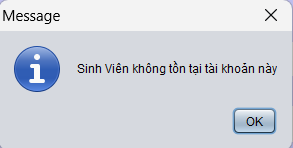 Message
Sinh Viên không tồn tại tài khoản này
OK